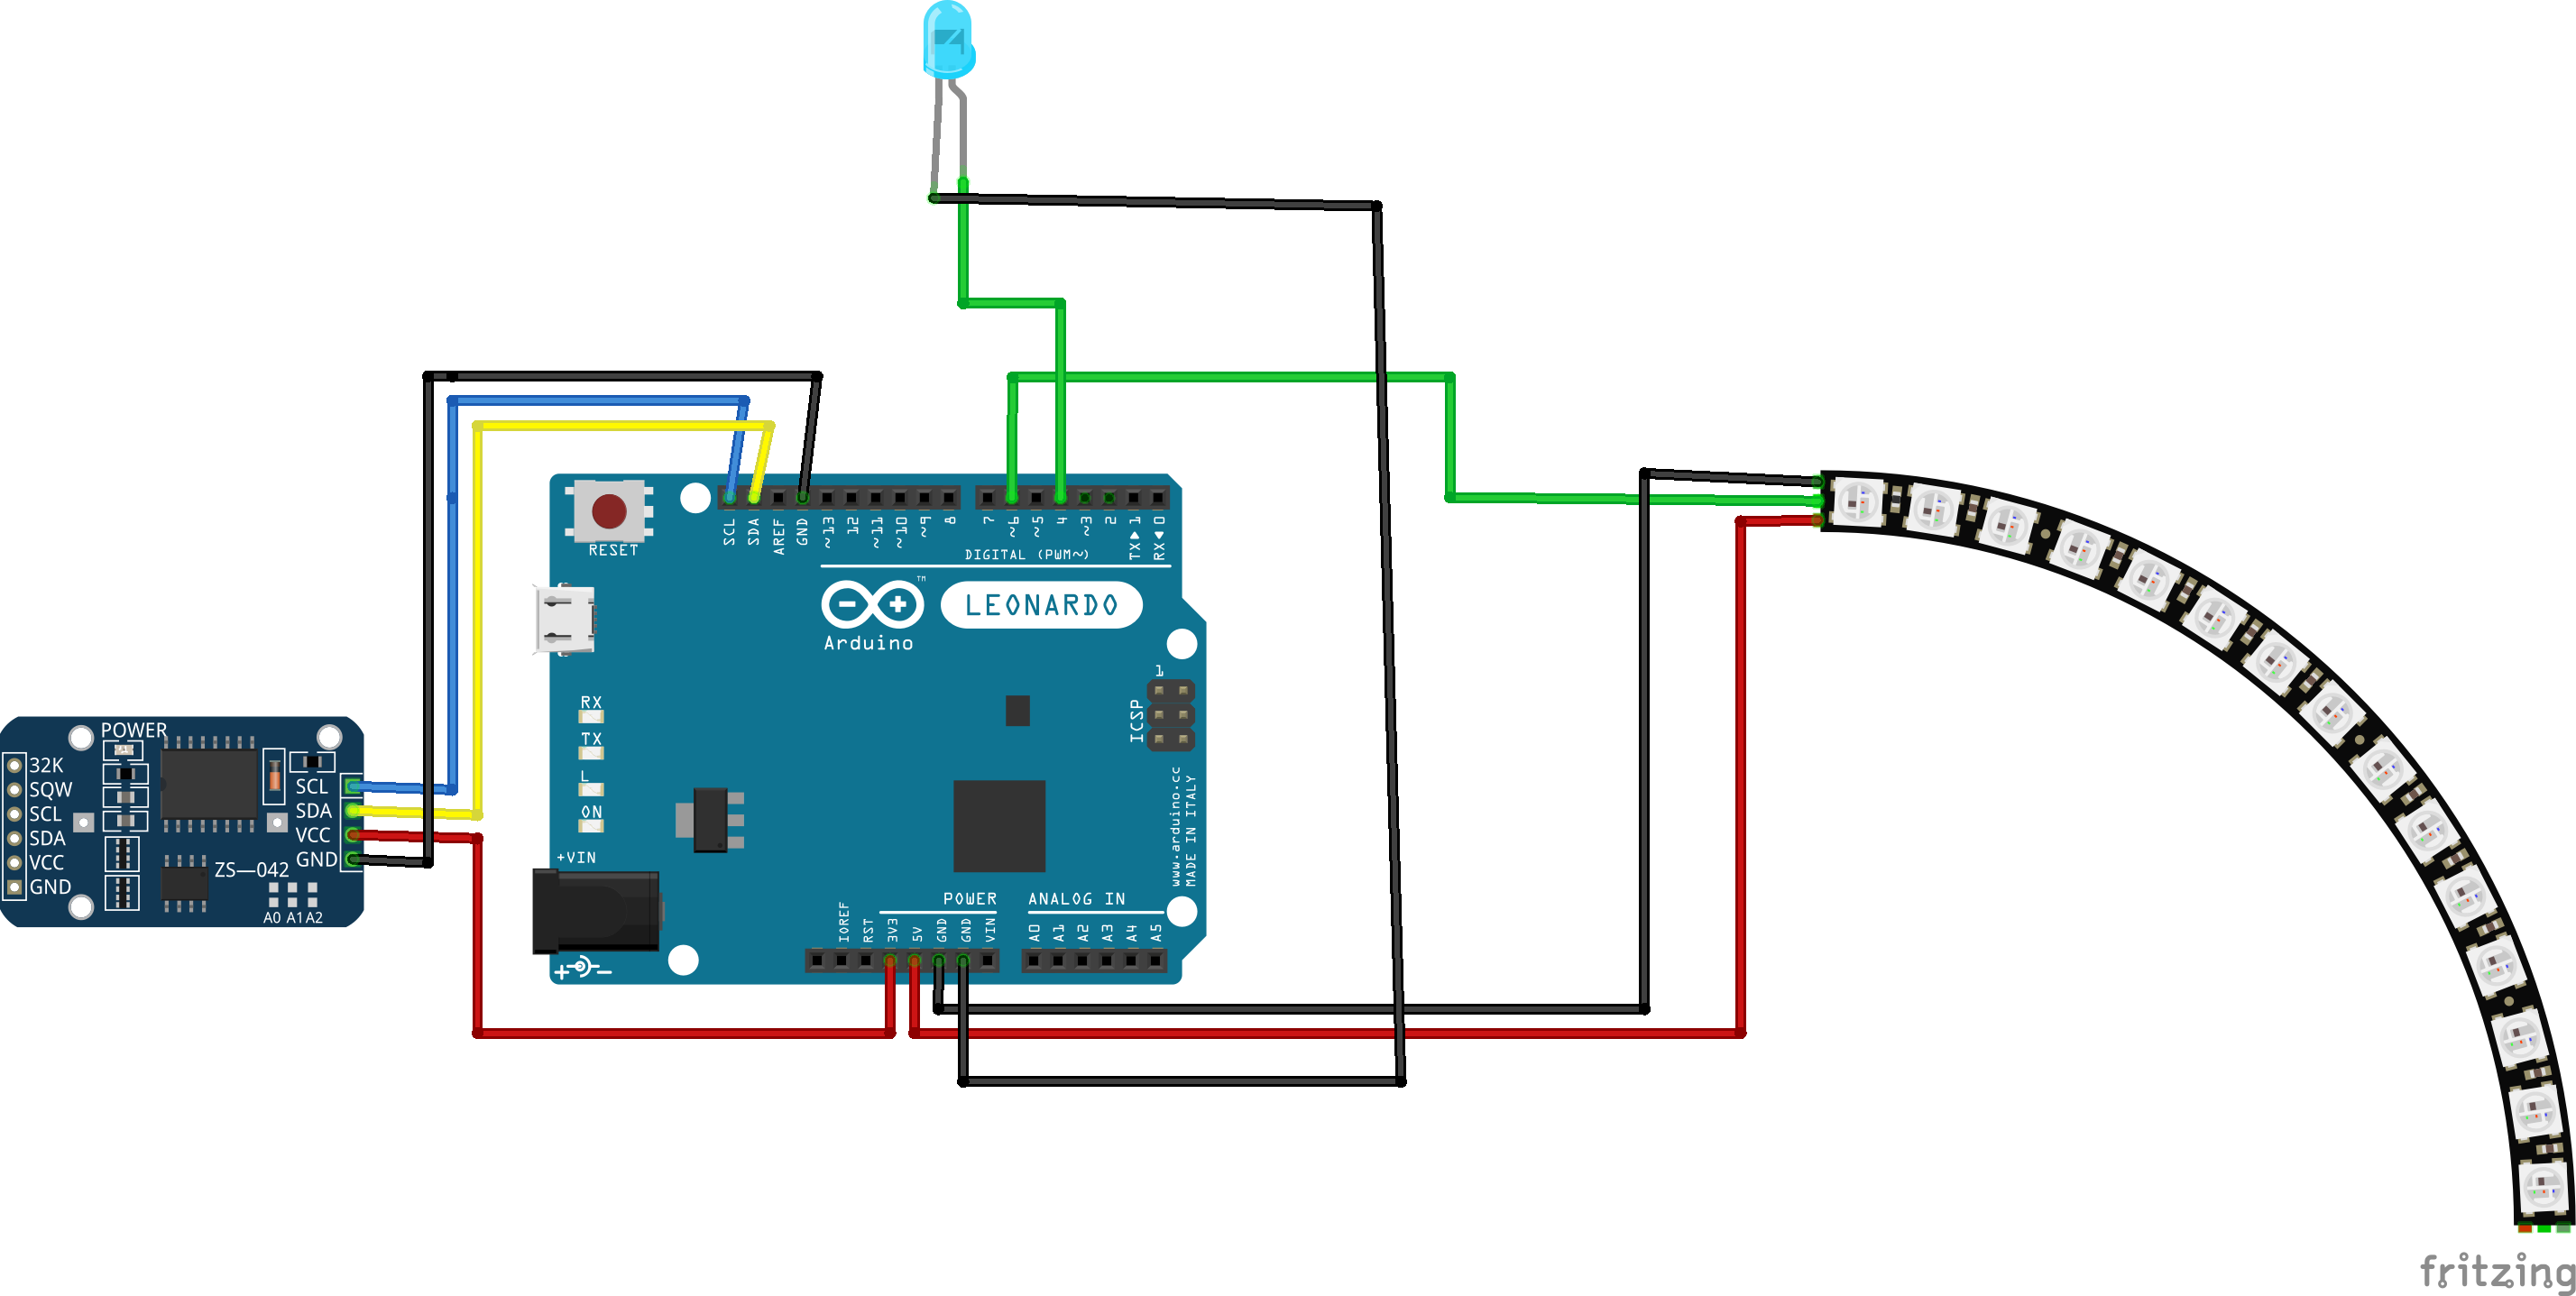 RESET
SCL
SDA
AREF
GND
~13
12
~11
~10
~9
8
7
~6
~5
4
~3
2
TX▶1
RX◀0
DIGITAL (PWM~)
TM
LEONARDO
Arduino
1
ICSP
RX
TX
L
ON
+VIN
www.arduino.cc
MADE IN ITALY
POWER
ANALOG IN
IOREF
RST
3V3
5V
GND
GND
VIN
A0
A1
A2
A3
A4
A5
+ −
POWER
32K
SQW
SCL
SDA
VCC
GND
SCL
SDA
VCC
GND
ZS—042
A0 A1 A2
fritzing